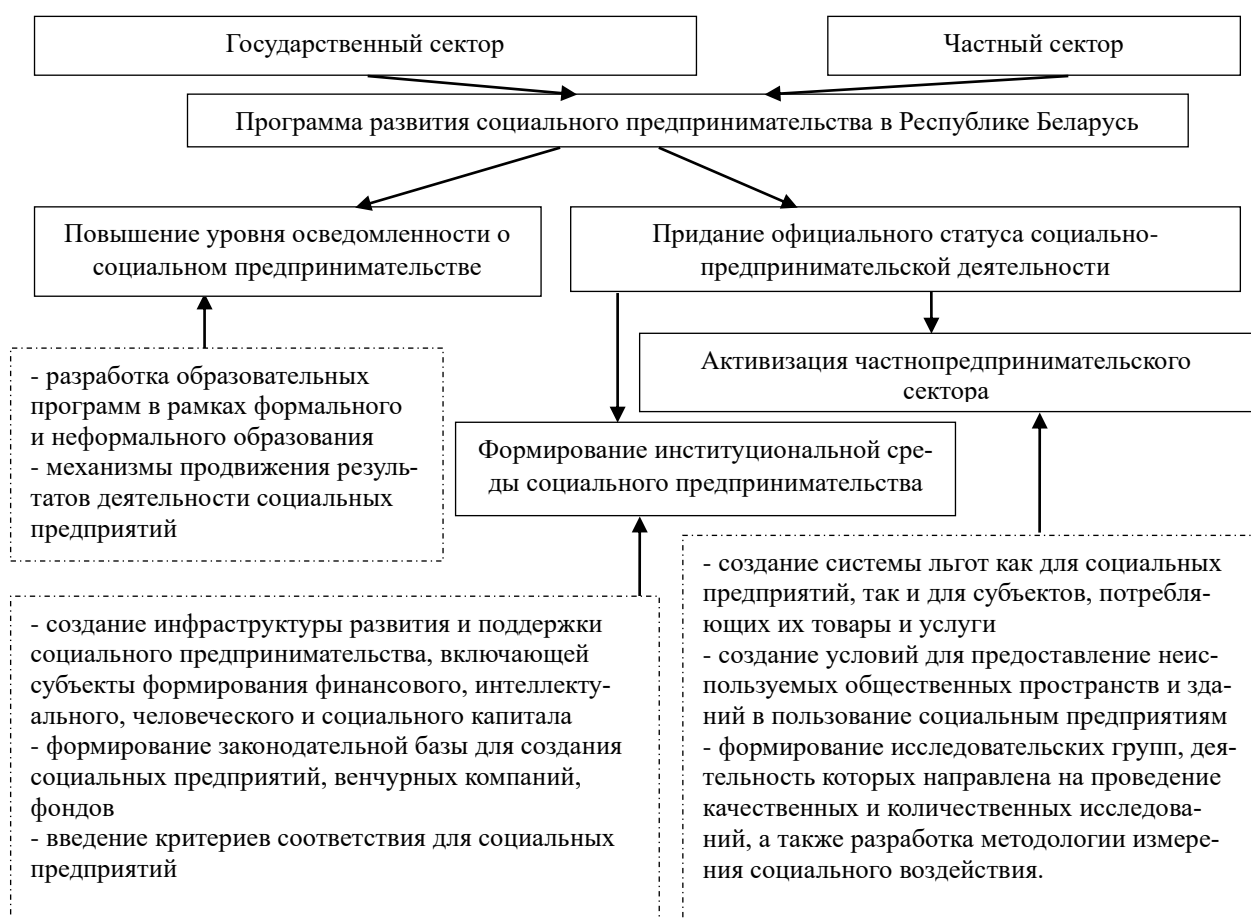 Государственный сектор
Частный сектор
Программа развития социального предпринимательства в Республике Беларусь
Повышение уровня осведомленности о
социальном предпринимательстве
Придание официального статуса социально-
предпринимательской деятельности
Активизация частнопредпринимательского
сектора
- разработка образовательных
программ в рамках формального
и неформального образования
- механизмы продвижения резуль-
татов деятельности социальных
предприятий
Формирование институциональной сре-
ды социального предпринимательства
- создание инфраструктуры развития и поддержки
социального предпринимательства, включающей
субъекты формирования финансового, интеллекту-
ального, человеческого и социального капитала
- формирование законодательной базы для создания
социальных предприятий, венчурных компаний,
фондов
- введение критериев соответствия для социальных
предприятий
- создание системы льгот как для социальных
предприятий, так и для субъектов, потребля-
ющих их товары и услуги
- создание условий для предоставление неис-
пользуемых общественных пространств и зда-
ний в пользование социальным предприятиям
- формирование исследовательских групп, дея-
тельность которых направлена на проведение
качественных и количественных исследова-
ний, а также разработка методологии измере-
ния социального воздействия.